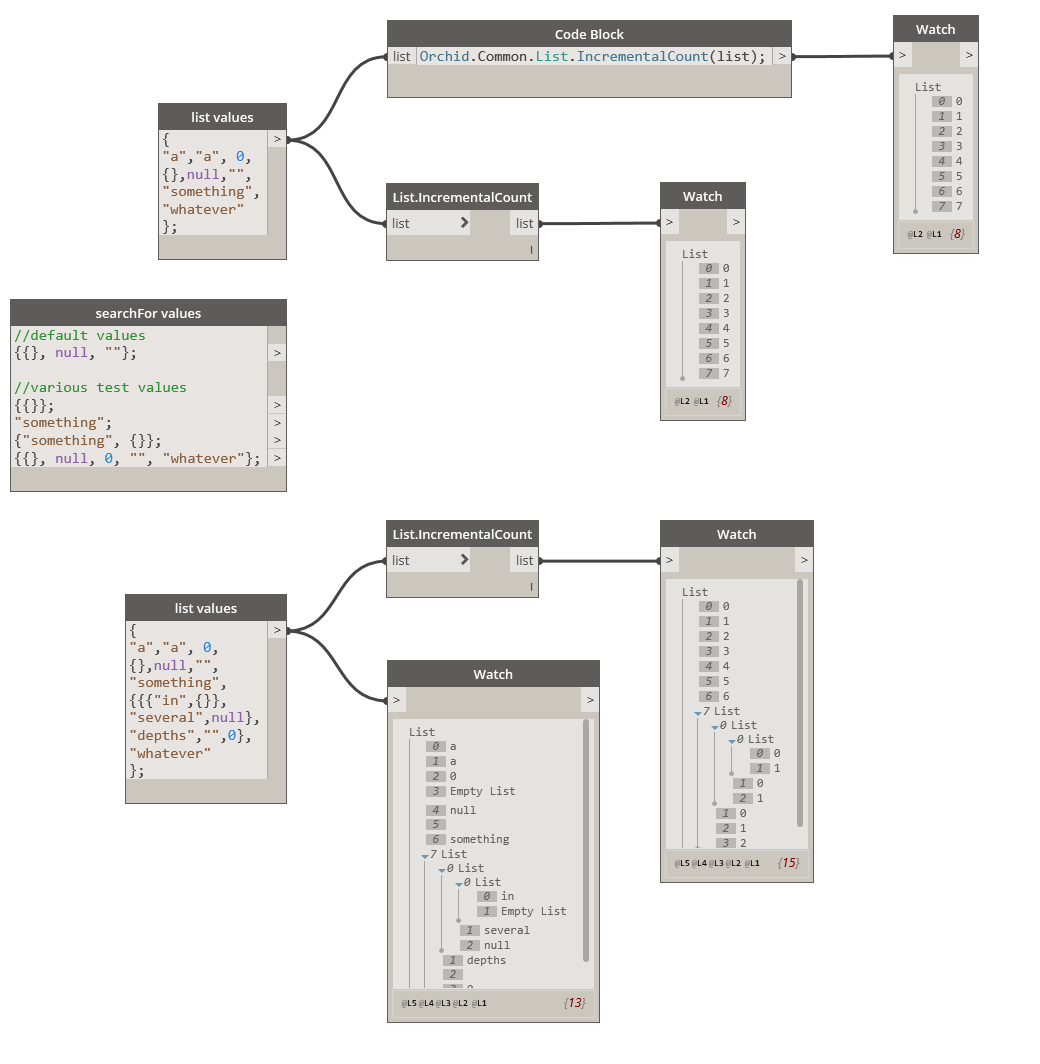 Code Block
list Orchid.Common.List.IncrementalCount(list); >
Watch
> >
List
0 0
1 1
2 2
3 3
4 4
5 5
6 6
7 7
@L2 @L1 {8}
list values
{ >
"a","a", 0,
{},null,"",
"something",
"whatever"
};
List.IncrementalCount
list > list
l
Watch
> >
List
0 0
1 1
2 2
3 3
4 4
5 5
6 6
7 7
@L2 @L1 {8}
searchFor values
//default values
{{}, null, ""}; >
//various test values
{{}}; >
"something"; >
{"something", {}}; >
{{}, null, 0, "", "whatever"}; >
List.IncrementalCount
list > list
l
Watch
> >
List
0 0
1 1
2 2
3 3
4 4
5 5
6 6
7 List
0 List
0 List
0 0
1 1
1 0
2 1
1 0
2 1
3 2
@L5 @L4 @L3 @L2 @L1 {15}
list values
{ >
"a","a", 0,
{},null,"",
"something",
{{{"in",{}},
"several",null},
"depths","",0},
"whatever"
};
Watch
> >
List
0 a
1 a
2 0
3 Empty List
4 null
5
6 something
7 List
0 List
0 List
0 in
1 Empty List
1 several
2 null
1 depths
2
3 0
@L5 @L4 @L3 @L2 @L1 {13}